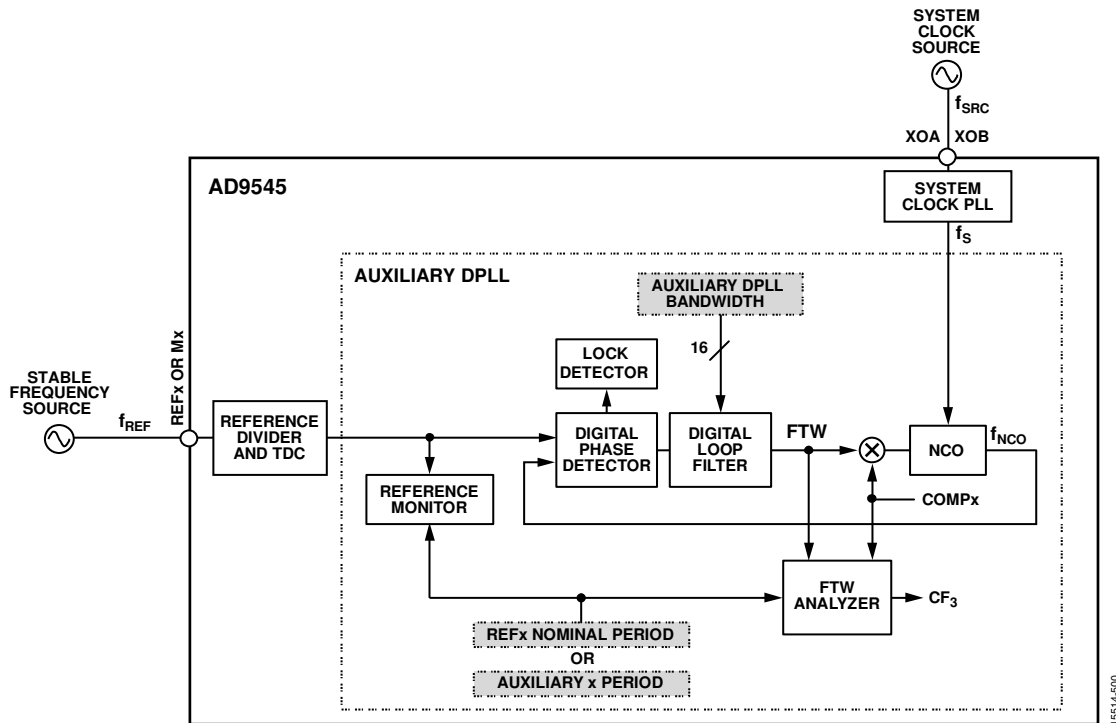 SYSTEM
CLOCK
SOURCE
fSRC
XOA XOB
AD9545
SYSTEM
CLOCK PLL
fS
AUXILIARY DPLL
AUXILIARY DPLL
BANDWIDTH
16
LOCK
DETECTOR
STABLE
FREQUENCY
SOURCE
fREF
REFx OR Mx
REFERENCE
DIVIDER
AND TDC
DIGITAL
PHASE
DETECTOR
DIGITAL
LOOP
FILTER
FTW
NCO
fNCO
REFERENCE
MONITOR
COMPx
FTW
ANALYZER
CF3
REFx NOMINAL PERIOD
OR
AUXILIARY x PERIOD